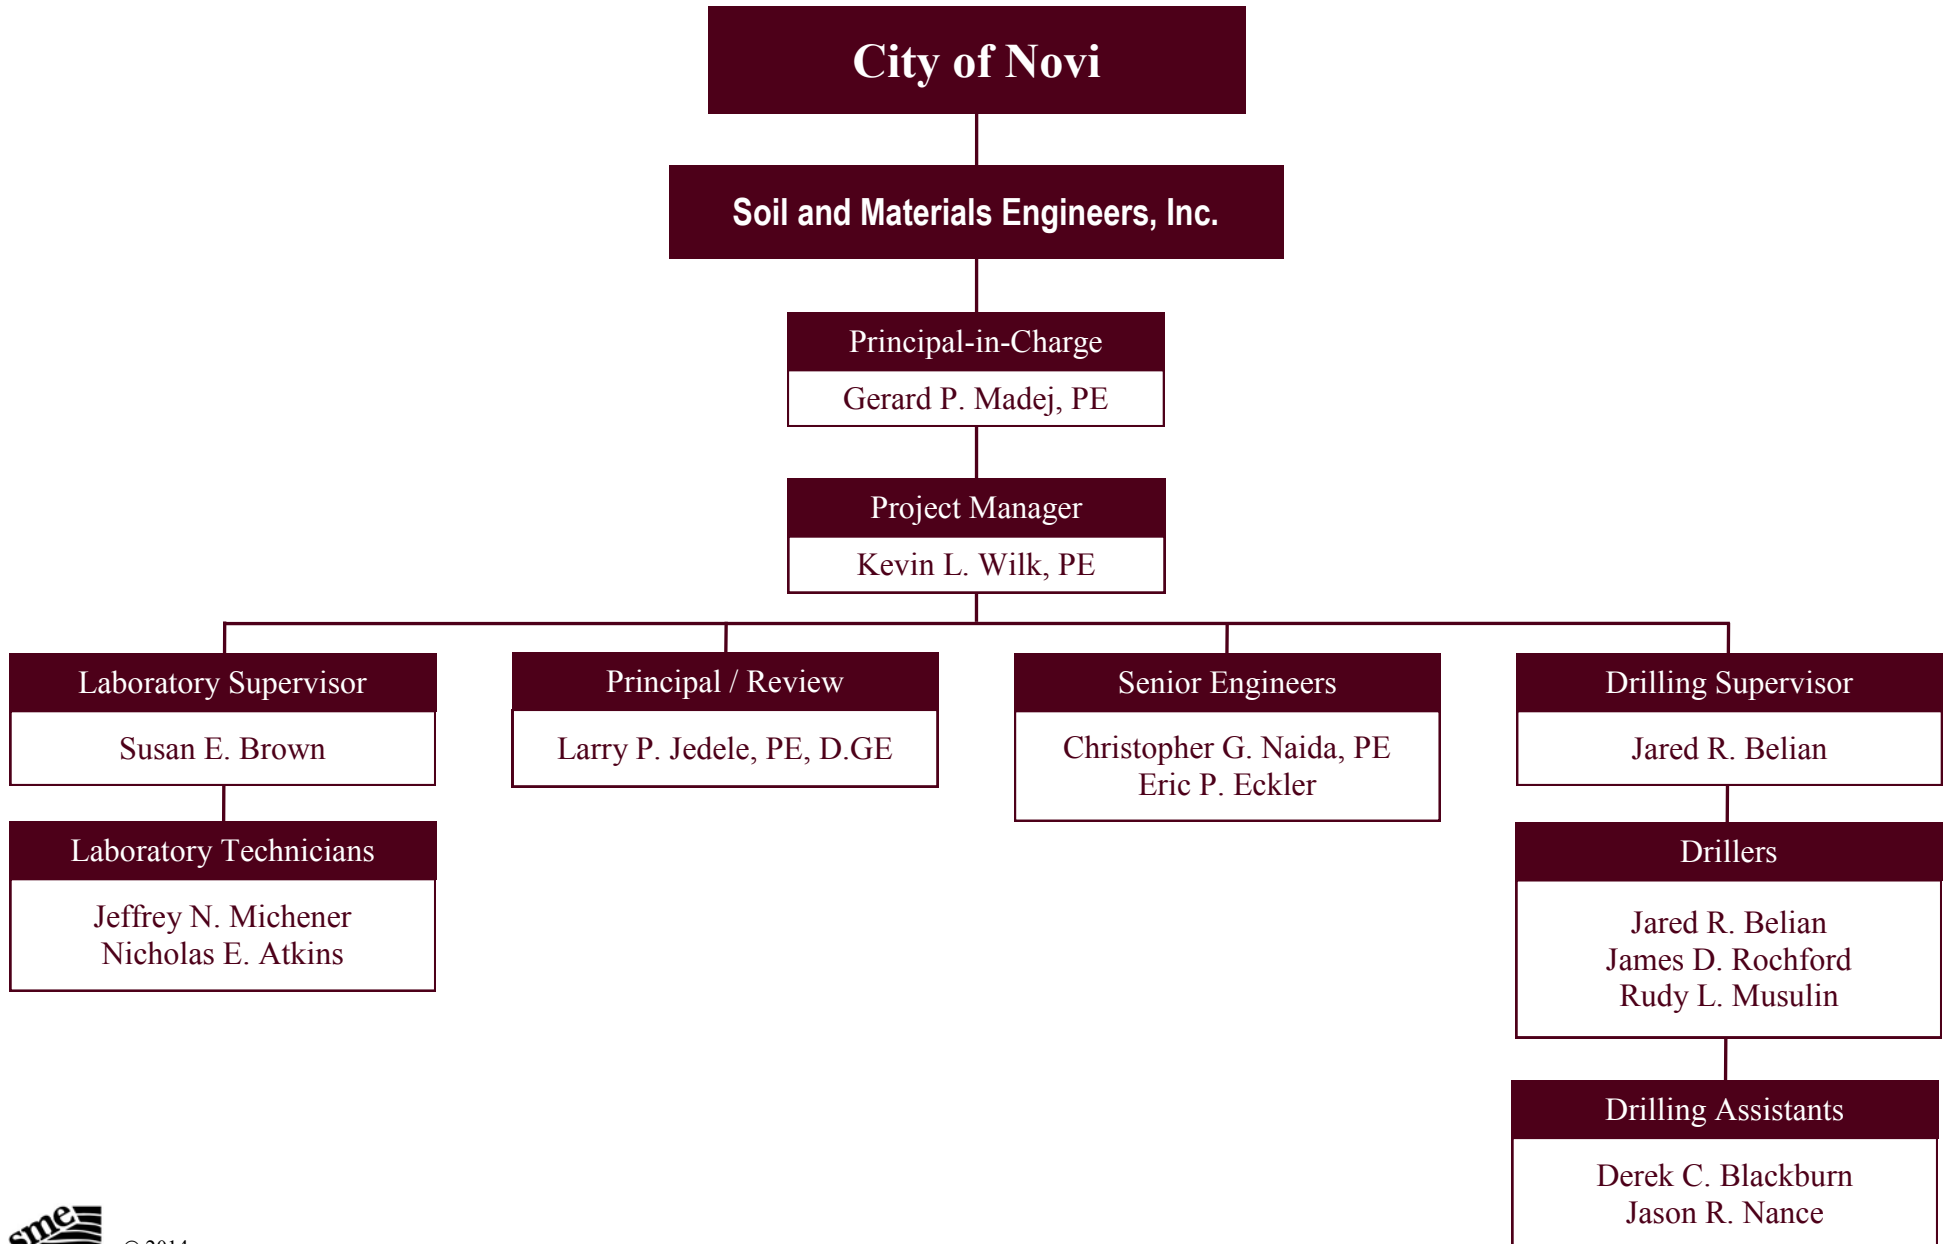 City of Novi
Soil and Materials Engineers, Inc.
Principal-in-Charge
Gerard P. Madej, PE
Project Manager
Kevin L. Wilk, PE
Laboratory Supervisor
Susan E. Brown
Laboratory Technicians
Jeffrey N. Michener
Nicholas E. Atkins
Principal / Review
Larry P. Jedele, PE, D.GE
Senior Engineers
Christopher G. Naida, PE
Eric P. Eckler
Drilling Supervisor
Jared R. Belian
Drillers
Jared R. Belian
James D. Rochford
Rudy L. Musulin
Drilling Assistants
Derek C. Blackburn
Jason R. Nance
sme
© 2014